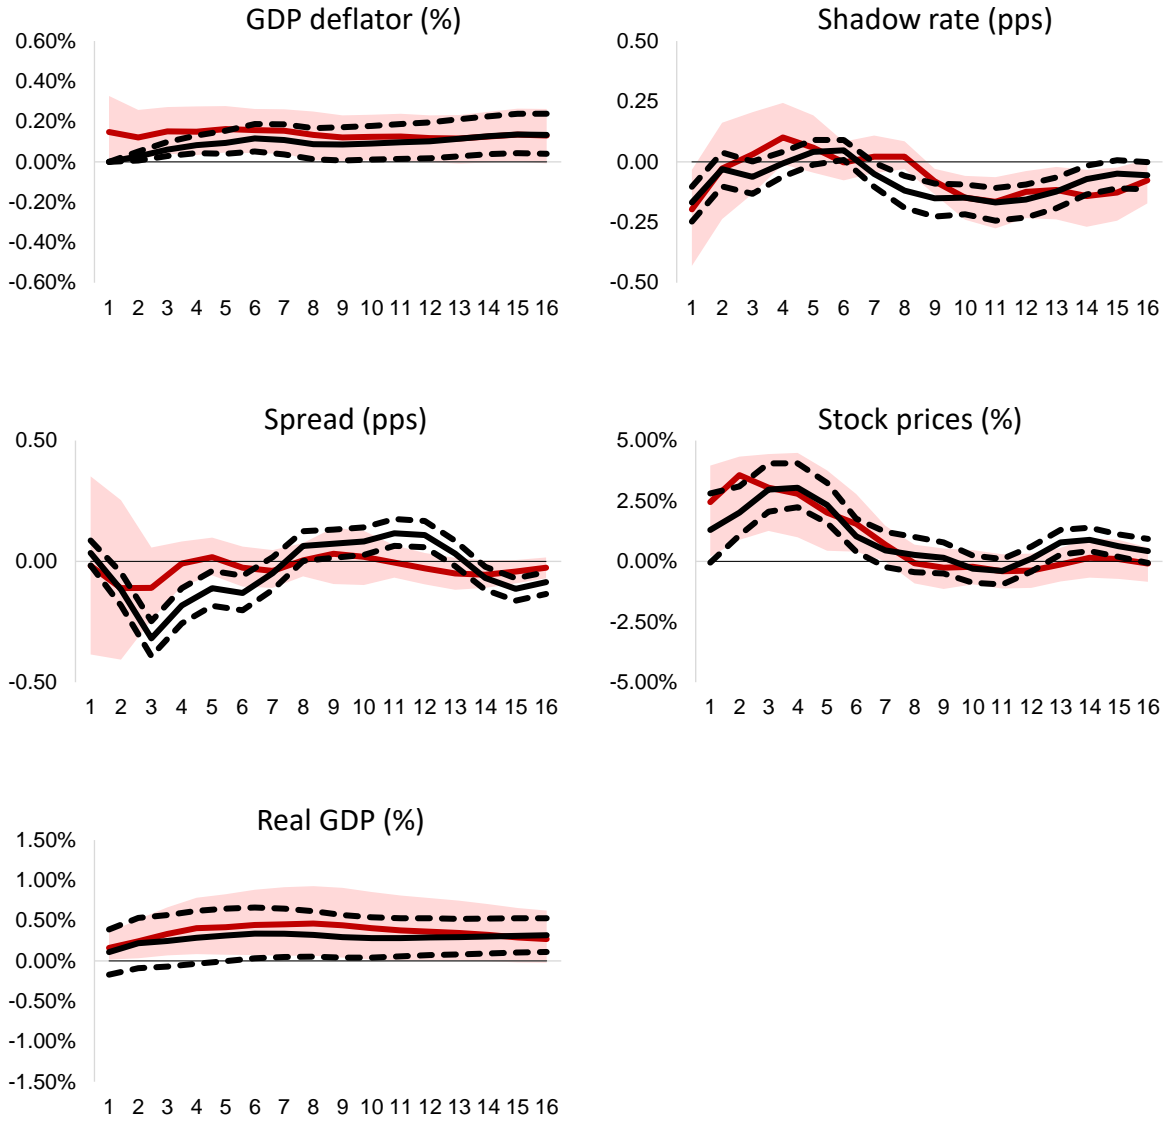 GDP deflator (%)
0.60%
0.40%
0.20%
0.00%
-0.20%
-0.40%
-0.60%
1 2 3 4 5 6 7 8 9 10 11 12 13 14 15 16
Shadow rate (pps)
0.50
0.25
0.00
-0.25
-0.50
1 2 3 4 5 6 7 8 9 10 11 12 13 14 15 16
Spread (pps)
0.50
0.00
-0.50
1 2 3 4 5 6 7 8 9 10 11 12 13 14 15 16
Stock prices (%)
5.00%
2.50%
0.00%
-2.50%
-5.00%
1 2 3 4 5 6 7 8 9 10 11 12 13 14 15 16
Real GDP (%)
1.50%
1.00%
0.50%
0.00%
-0.50%
-1.00%
-1.50%
1 2 3 4 5 6 7 8 9 10 11 12 13 14 15 16